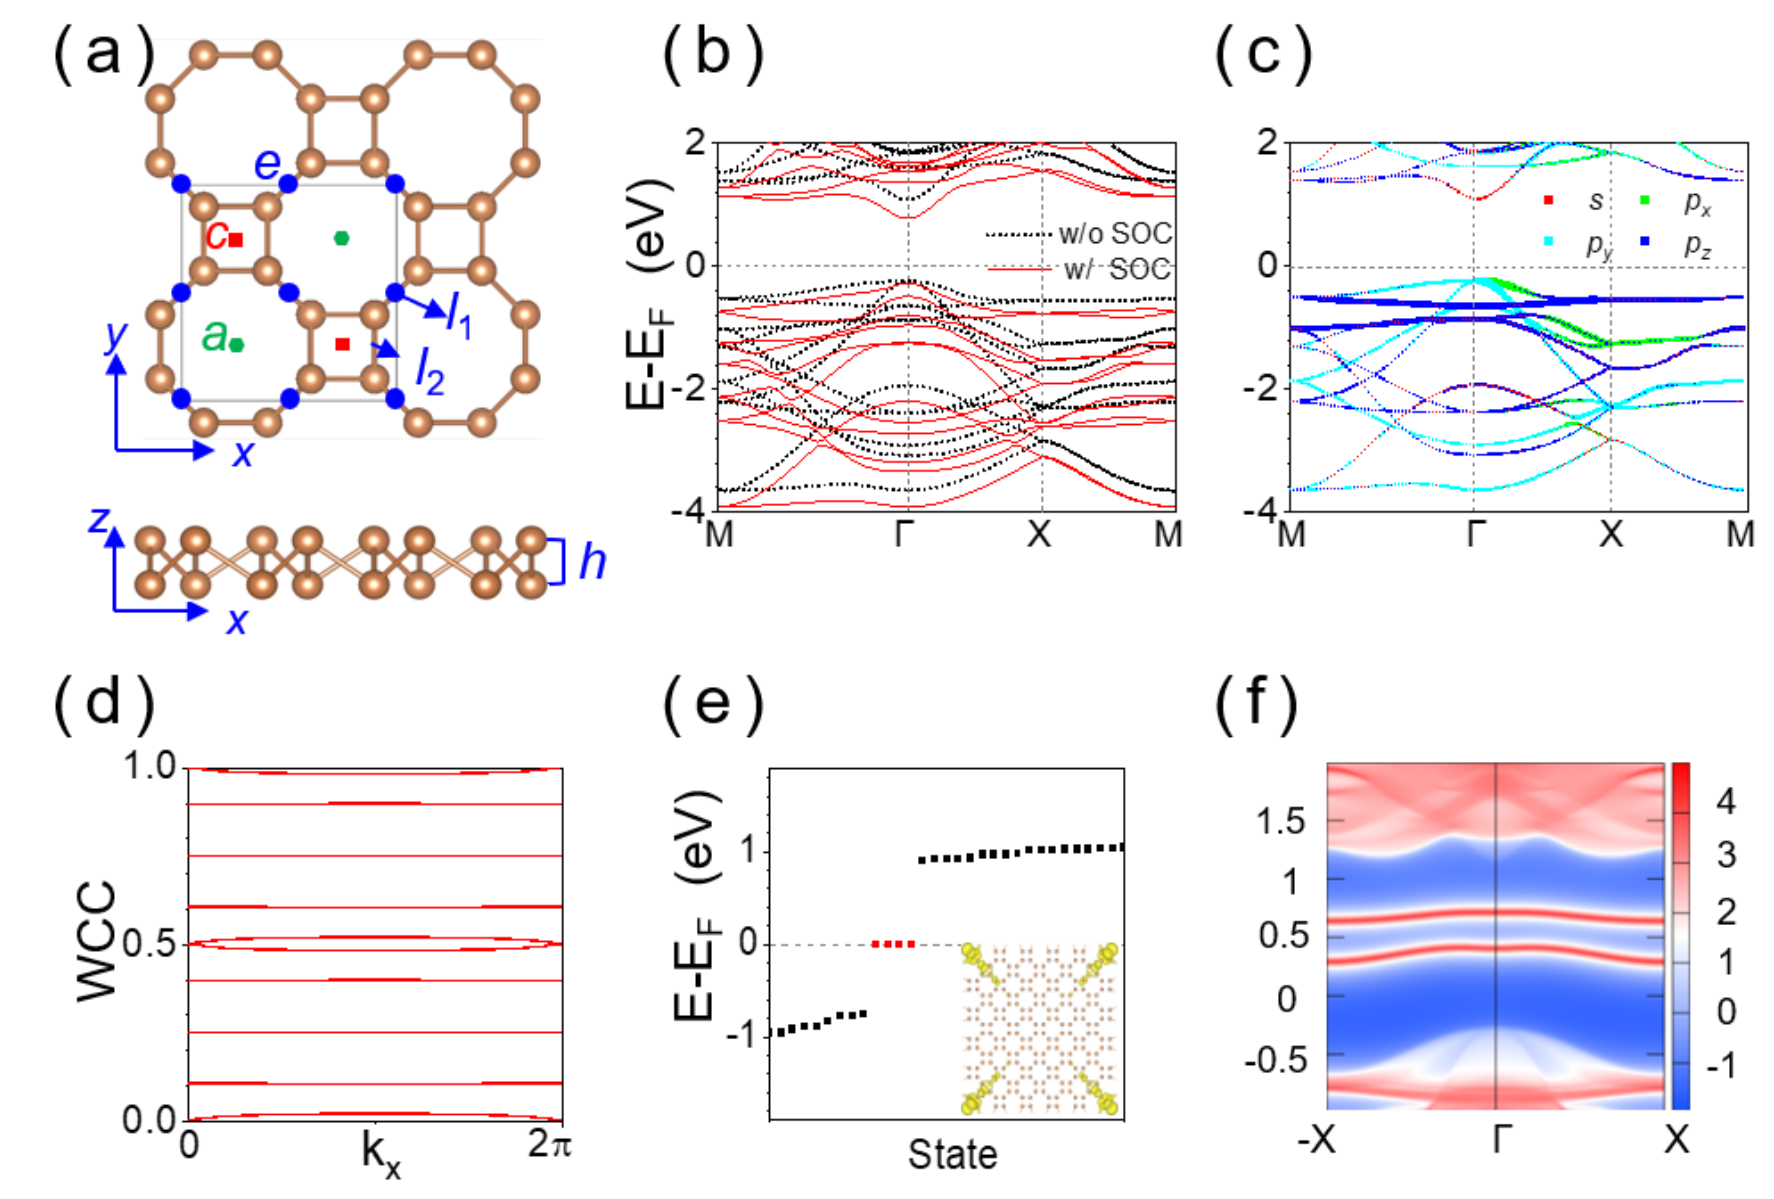 (a)
e
c
a
l1
l2
y
x
z
h
x
(b)
E-EF (eV)
2
0
-2
-4
w/o SOC
w/ SOC
M Γ X M
(c)
2
0
-2
-4
s px
py pz
M Γ X M
(d)
WCC
1.0
0.5
0.0
0 kx 2π
(e)
E-EF (eV)
1
0
-1
State
(f)
1.5
1
0.5
0
-0.5
-X Γ X
4
3
2
1
0
-1